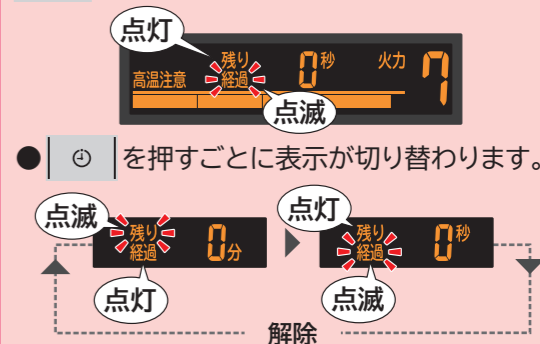 点灯
残り 0秒 火力 7
高温注意 経過
点滅
● を押すごとに表示が切り替わります。
点滅 点灯
残り 0分 残り 0秒
経過 経過
点灯 点滅
解除